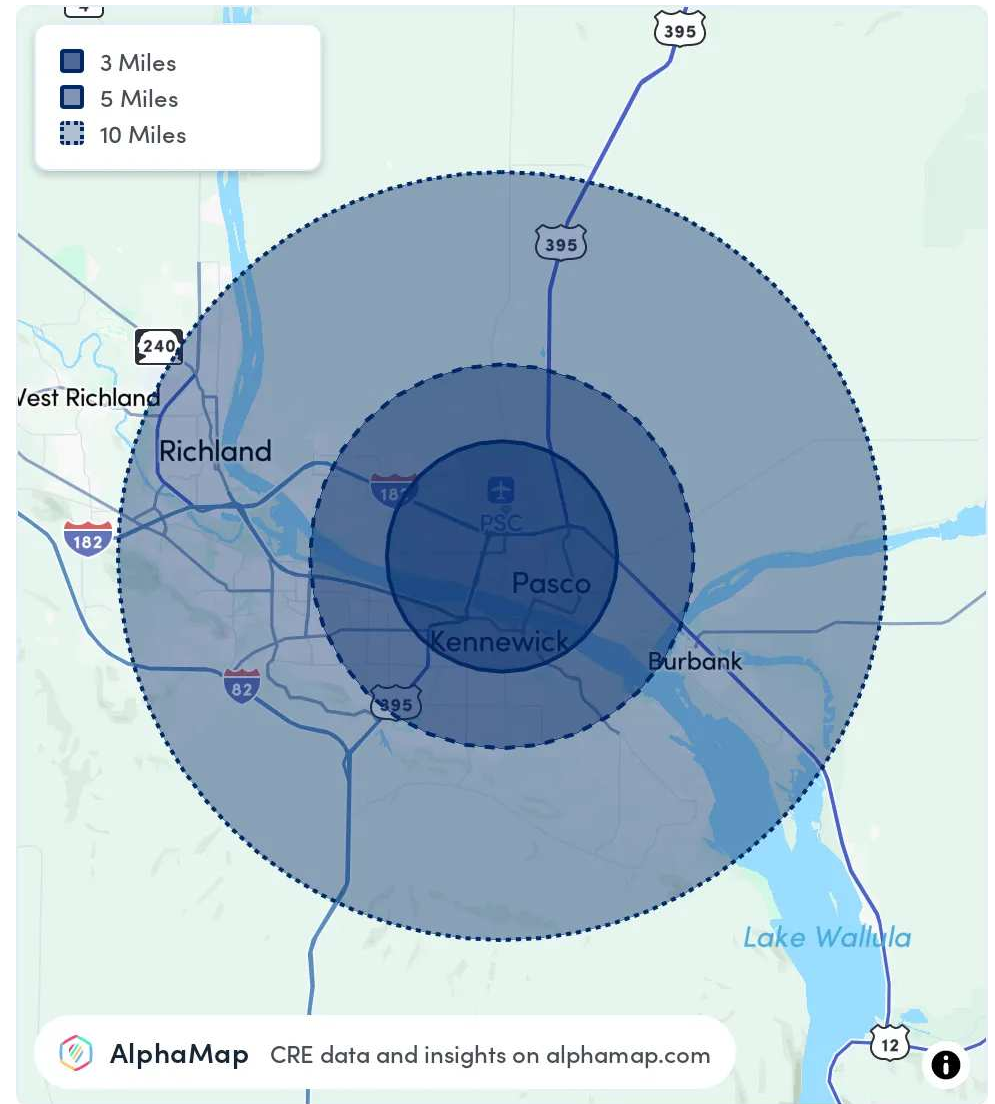 4
395
3 Miles
5 Miles
10 Miles
395
240
West Richland
Richland
182
PSC
182
Pasco
Kennewick
Burbank
82
395
Lake Wallula
12
AlphaMap CRE data and insights on alphamap.com